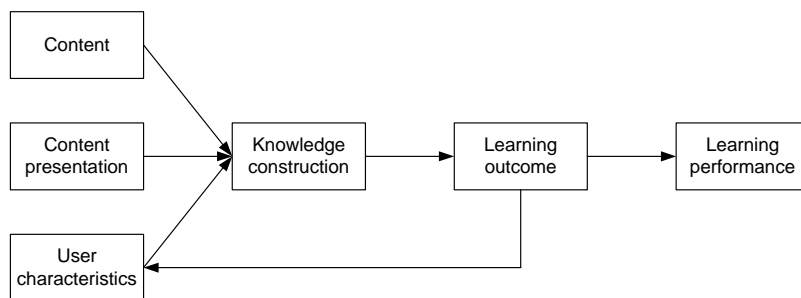 Content
Content
presentation
User
characteristics
Knowledge
construction
Learning
outcome
Learning
performance